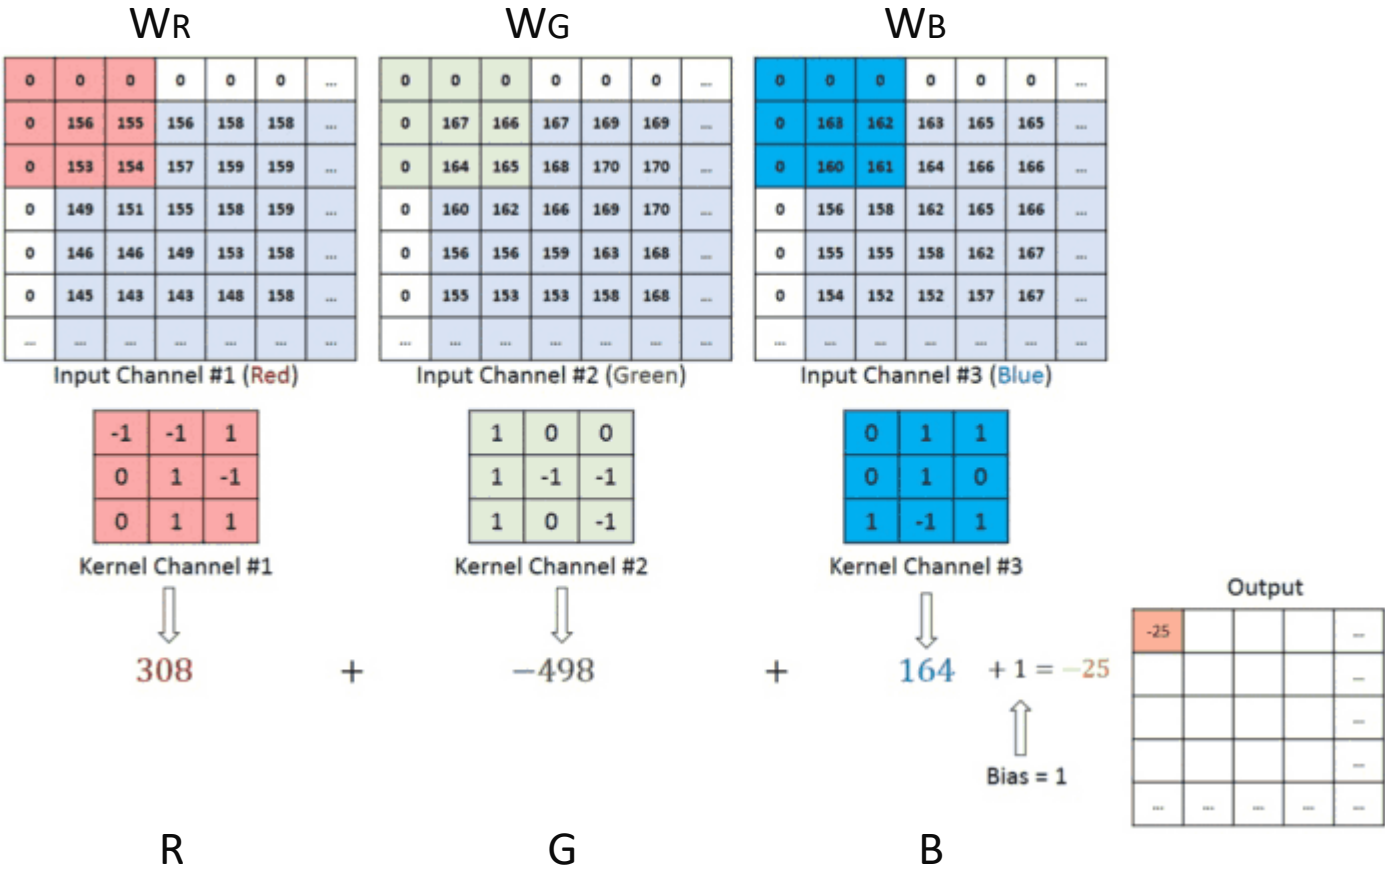 WR WG WB
0 0 0 0 0 0 ... 0 0 0 0 0 0 ... 0 0 0 0 0 0 ...
0 156 155 156 158 158 ... 0 167 166 167 169 169 ... 0 163 162 163 165 165 ...
0 153 154 157 159 159 ... 0 164 165 168 170 170 ... 0 160 161 164 166 166 ...
0 149 151 155 158 159 ... 0 160 162 166 169 170 ... 0 156 158 162 165 166 ...
0 146 146 149 153 158 ... 0 156 156 159 163 168 ... 0 155 155 158 162 167 ...
0 145 143 143 148 158 ... 0 155 153 153 158 168 ... 0 154 152 152 157 167 ...
... ... ... ... ... ... ... ... ... ... ... ... ... ... ... ... ... ... ... ... ...
Input Channel #1 (Red) Input Channel #2 (Green) Input Channel #3 (Blue)
-1 -1 1 1 0 0 0 1 1
0 1 -1 1 -1 -1 0 1 0
0 1 1 1 0 -1 1 -1 1
Kernel Channel #1 Kernel Channel #2 Kernel Channel #3
308 + −498 + 164 + 1 = −25
Bias = 1
Output
-25 ...
...
...
...
... ... ... ... ...
R G B